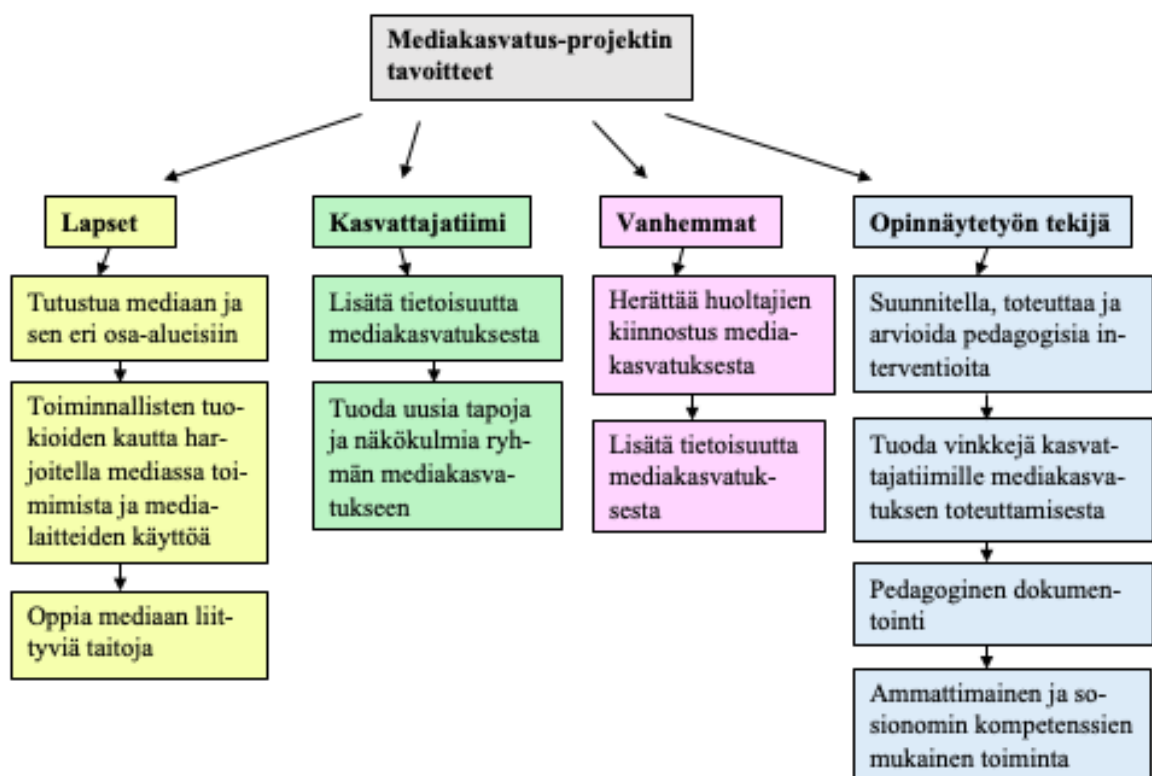 Mediakasvatus-projektin
tavoitteet
Lapset
Tutustua mediaan ja
sen eri osa-alueisiin
Toiminnallisten tuo-
kioiden kautta har-
joitella mediassa toi-
mimista ja media-
laitteiden käyttöä
Oppia mediaan liit-
tyviä taitoja
Kasvattajatiimi
Lisätä tietoisuutta
mediakasvatuksesta
Tuoda uusia tapoja
ja näkökulmia ryh-
män mediakasva-
tukseen
Vanhemmat
Herättää huoltajien
kiinnostus media-
kasvatuksesta
Lisätä tietoisuutta
mediakasvatuk-
sesta
Opinnäytetyön tekijä
Suunnitella, toteuttaa ja
arvioida pedagogisia in-
terventioita
Tuoda vinkkejä kasvat-
tajatiimille mediakasva-
tuksen toteuttamisesta
Pedagoginen dokumen-
tointi
Ammattimainen ja so-
sionomin kompetenssien
mukainen toiminta